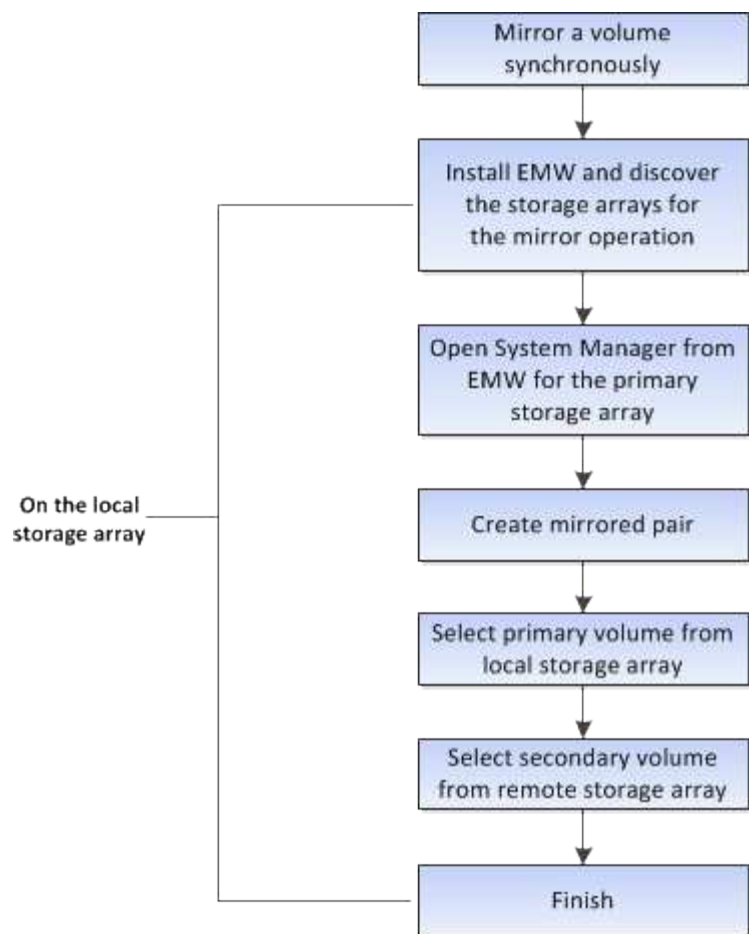 Mirror a volume
synchronously
Install EMW and discover
the storage arrays for
the mirror operation
Open System Manager from
EMW for the primary
storage array
On the local
storage array
Create mirrored pair
Select primary volume from
local storage array
Select secondary volume
from remote storage array
Finish